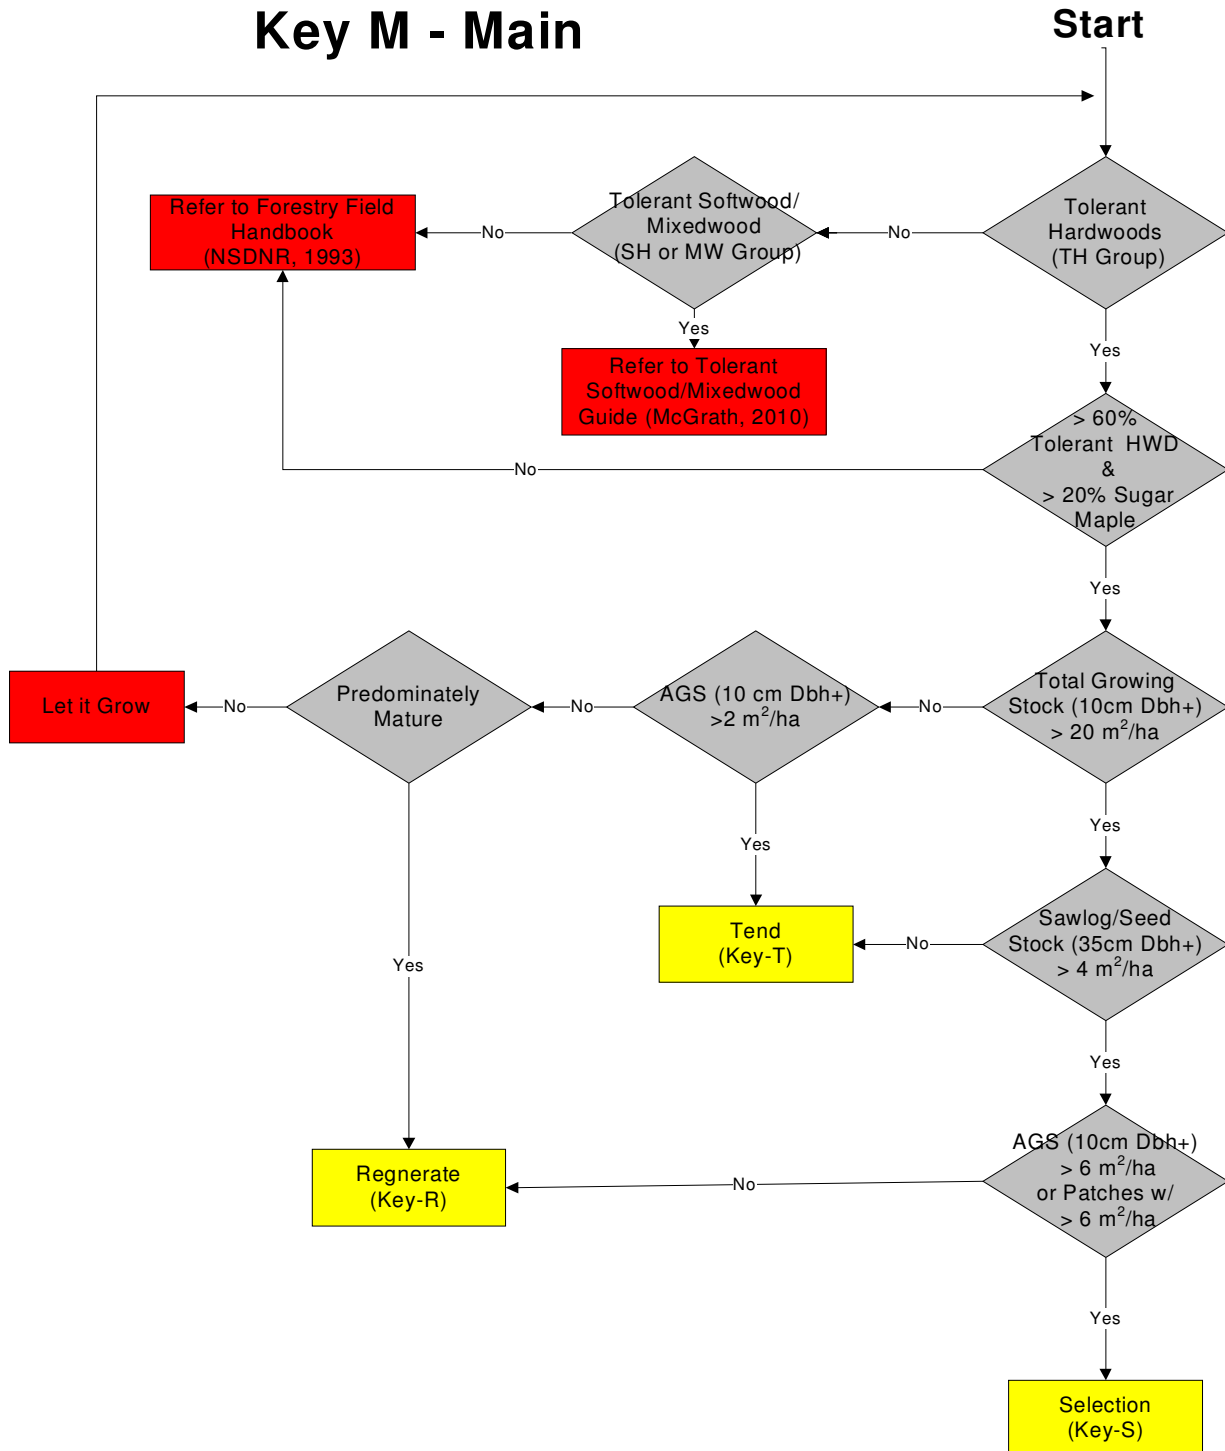 Key M - Main
Start
Tolerant
Hardwoods
(TH Group)
No
Tolerant Softwood/
Mixedwood
(SH or MW Group)
No
Refer to Forestry Field
Handbook
(NSDNR, 1993)
Yes
Refer to Tolerant
Softwood/Mixedwood
Guide (McGrath, 2010)
Yes
> 60%
Tolerant HWD
&
> 20% Sugar
Maple
No
Yes
Total Growing
Stock (10cm Dbh+)
> 20 m²/ha
No
AGS (10 cm Dbh+)
>2 m²/ha
No
Predominately
Mature
No
Let it Grow
Yes
Yes
Yes
Sawlog/Seed
Stock (35cm Dbh+)
> 4 m²/ha
No
Tend
(Key-T)
Yes
AGS (10cm Dbh+)
> 6 m²/ha
or Patches w/
> 6 m²/ha
No
Regnerate
(Key-R)
Yes
Selection
(Key-S)